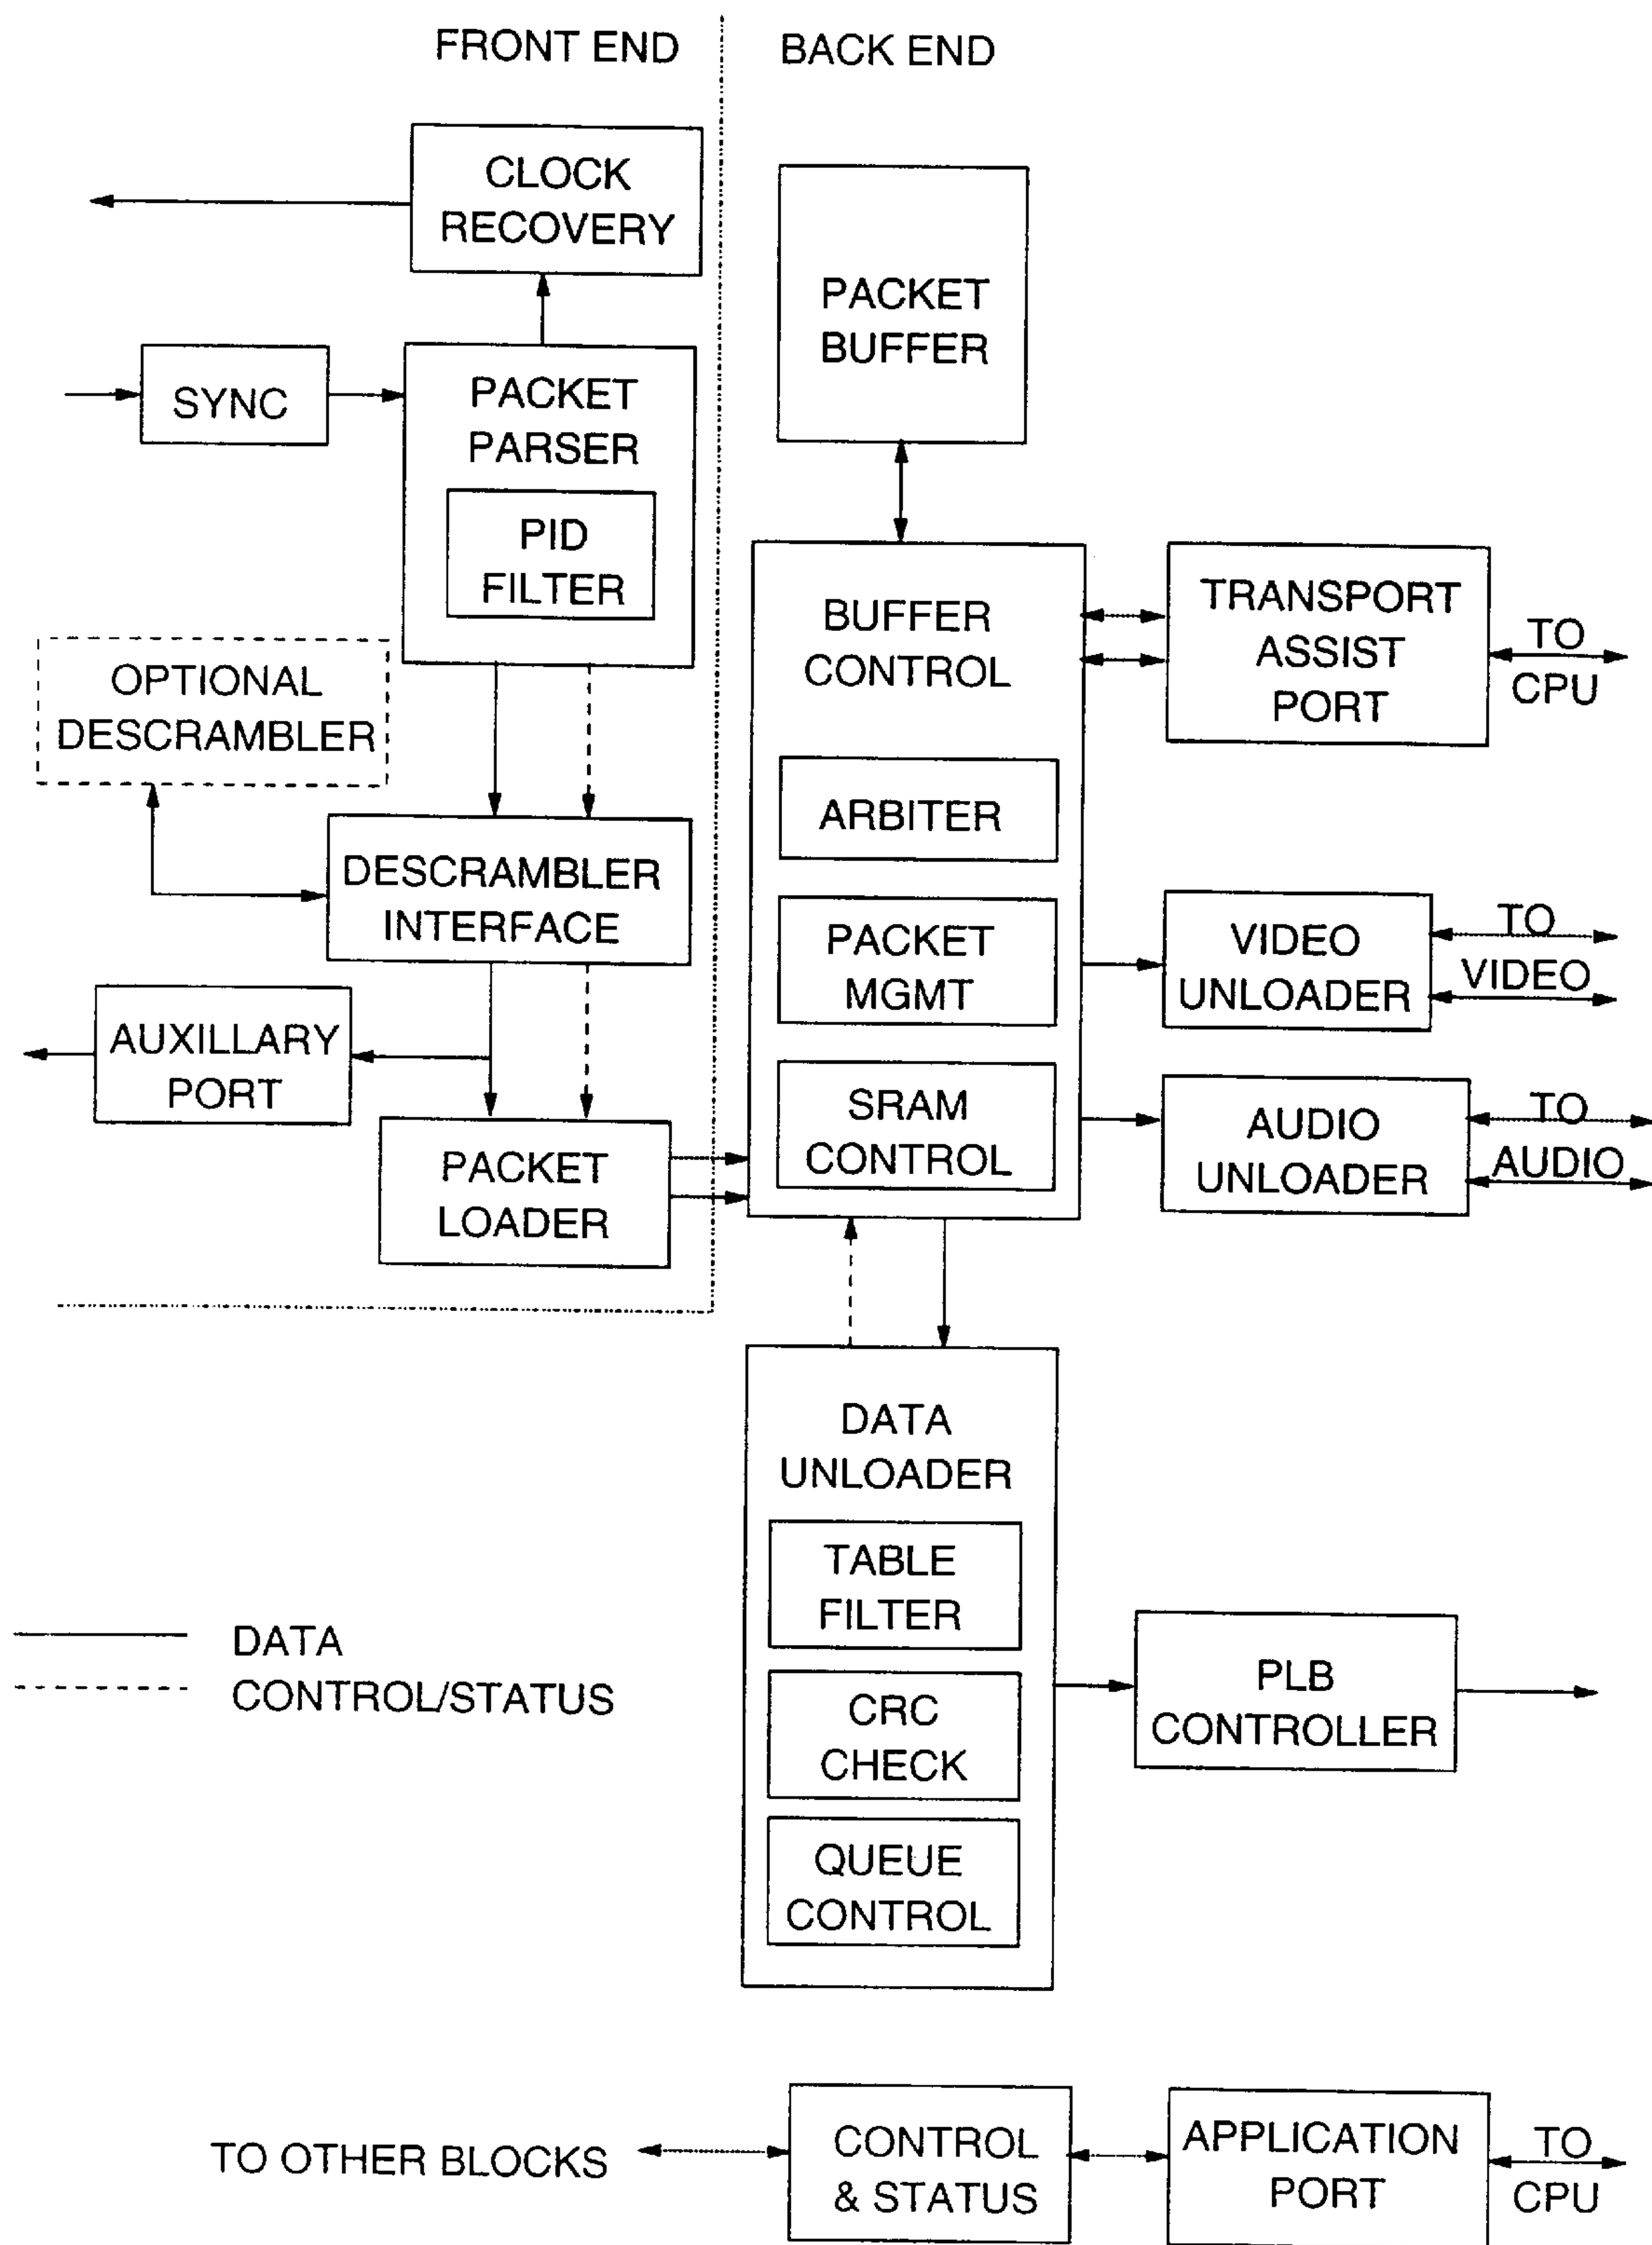 FRONT END
BACK END
CLOCK
RECOVERY
PACKET
BUFFER
SYNC
PACKET
PARSER
PID
FILTER
OPTIONAL
DESCRAMBLER
BUFFER
CONTROL
TRANSPORT
ASSIST
PORT
TO
CPU
ARBITER
DESCRAMBLER
INTERFACE
PACKET
MGMT
VIDEO
UNLOADER
TO
VIDEO
AUXILLARY
PORT
SRAM
CONTROL
AUDIO
UNLOADER
TO
AUDIO
PACKET
LOADER
DATA
UNLOADER
TABLE
FILTER
CRC
CHECK
QUEUE
CONTROL
PLB
CONTROLLER
DATA
CONTROL/STATUS
TO OTHER BLOCKS
CONTROL
& STATUS
APPLICATION
PORT
TO
CPU